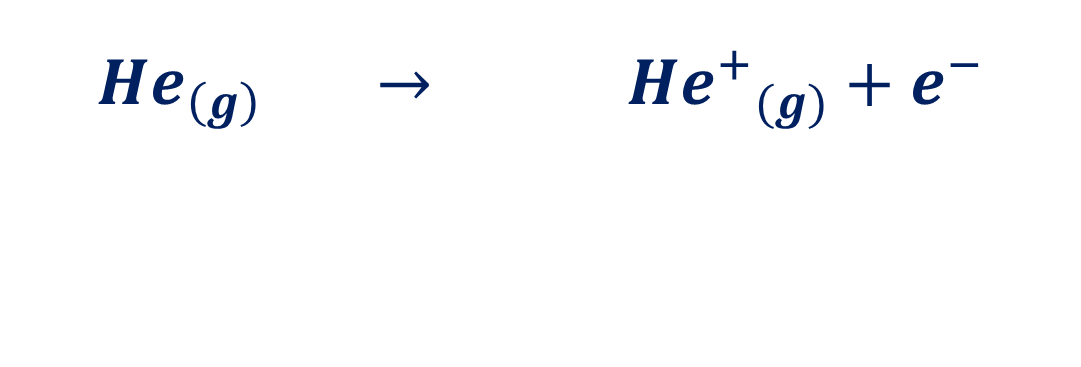 He(g) → He⁺(g) + e⁻